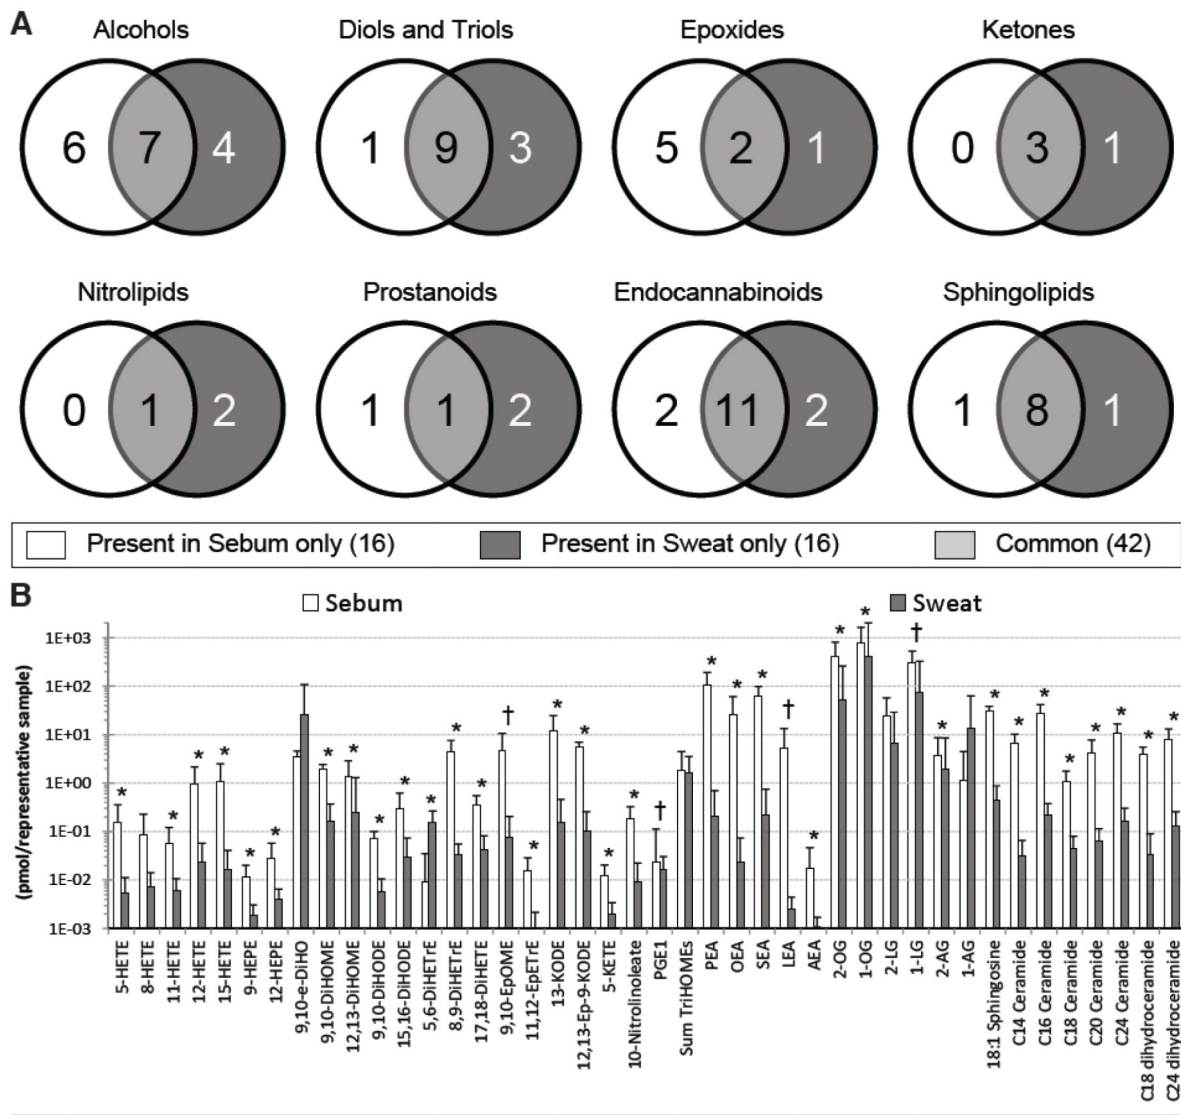 A
Alcohols
Diols and Triols
Epoxides
Ketones
6 7 4
1 9 3
5 2 1
0 3 1
Nitrolipids
Prostanoids
Endocannabinoids
Sphingolipids
0 1 2
1 1 2
2 11 2
1 8 1
Present in Sebum only (16)
Present in Sweat only (16)
Common (42)
B
Sebum
Sweat
(pmol/representative sample)
1E+03
1E+02
1E+01
1E+00
1E-01
1E-02
1E-03
*
*
*
*
*
*
*
*
*
*
*
*
*
†
*
*
*
*
*
†
*
*
*
†
*
*
*
†
*
*
*
*
*
*
*
*
*
5-HETE
8-HETE
11-HETE
12-HETE
15-HETE
9-HEPE
12-HEPE
9,10-e-DiHO
9,10-DiHOME
12,13-DiHOME
9,10-DiHODE
15,16-DiHODE
5,6-DiHETrE
8,9-DiHETrE
17,18-DiHETE
9,10-EpOME
11,12-EpETrE
13-KODE
12,13-Ep-9-KODE
5-KETE
10-Nitrolinoleate
PGE1
Sum TriHOMEs
PEA
OEA
SEA
LEA
AEA
2-OG
1-OG
2-LG
1-LG
2-AG
1-AG
18:1 Sphingosine
C14 Ceramide
C16 Ceramide
C18 Ceramide
C20 Ceramide
C24 Ceramide
C18 dihydroceramide
C24 dihydroceramide